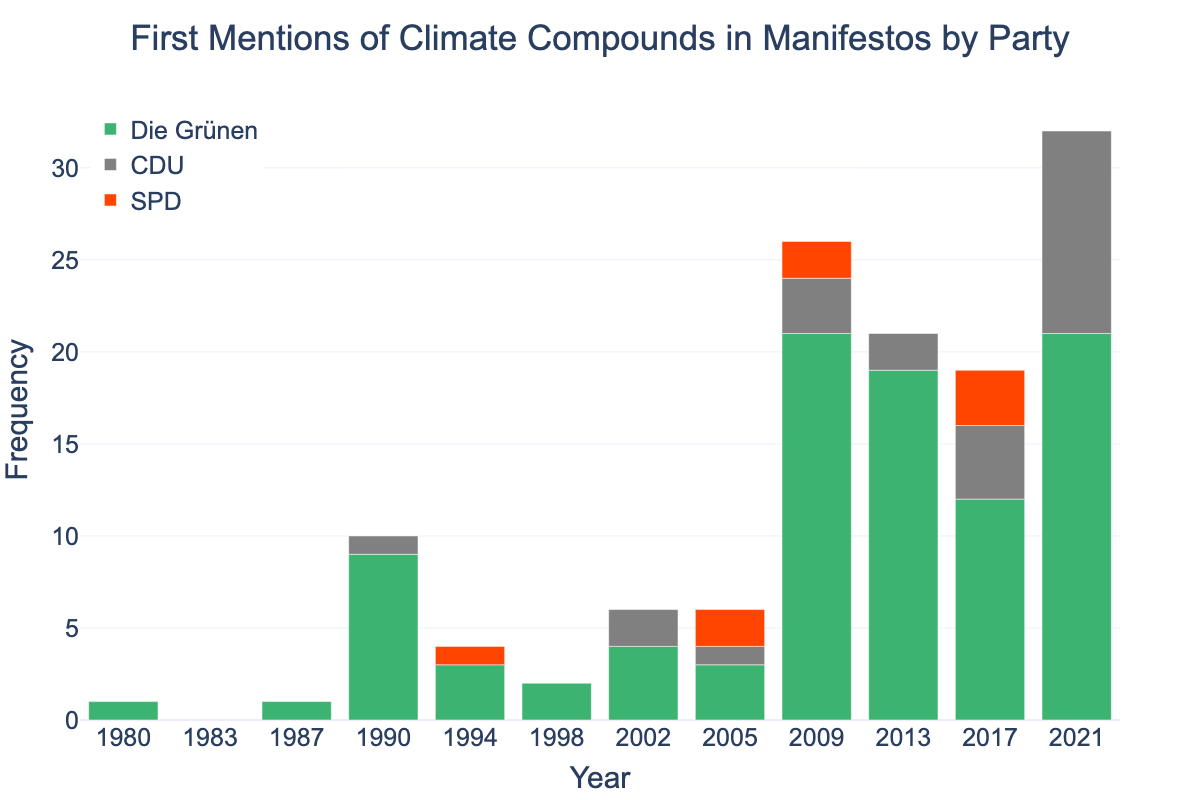 First Mentions of Climate Compounds in Manifestos by Party
Die Grünen
CDU
SPD
30
25
20
15
10
5
0
Frequency
1980 1983 1987 1990 1994 1998 2002 2005 2009 2013 2017 2021
Year